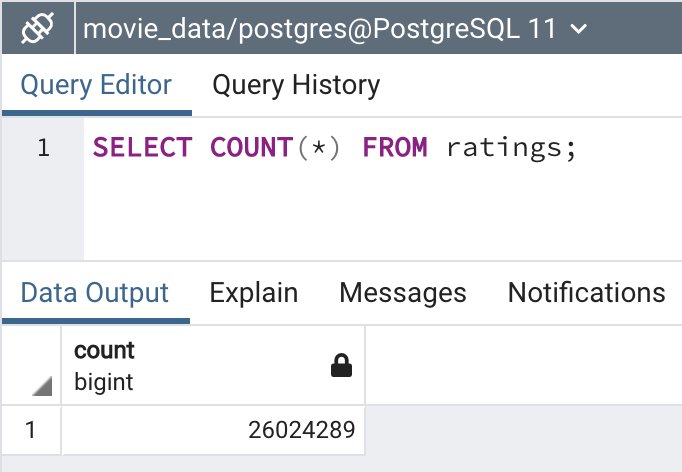 movie_data/postgres@PostgreSQL 11
Query Editor Query History
1 SELECT COUNT(*) FROM ratings;
Data Output Explain Messages Notifications
count
bigint
1 26024289